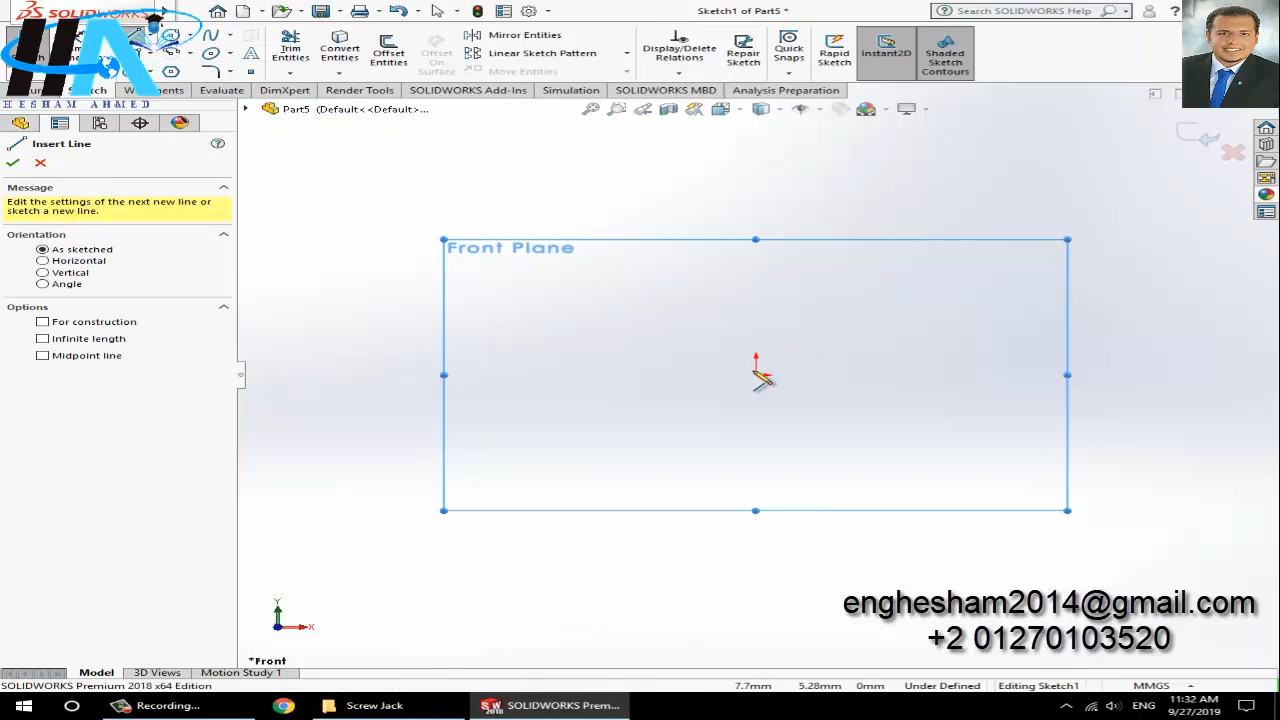 SOLIDWORKS
Sketch1 of Part5 *
Search SOLIDWORKS Help
Trim Entities
Convert Entities
Offset Entities
Offset On Surface
Mirror Entities
Linear Sketch Pattern
Move Entities
Display/Delete Relations
Repair Sketch
Quick Snaps
Rapid Sketch
Instant2D
Shaded Sketch Contours
Evaluate
DimXpert
Render Tools
SOLIDWORKS Add-Ins
Simulation
SOLIDWORKS MBD
Analysis Preparation
HESHAM AHMED
Part5 (Default<<Default>...
Insert Line
Message
Edit the settings of the next new line or
sketch a new line.
Orientation
As sketched
Horizontal
Vertical
Angle
Options
For construction
Infinite length
Midpoint line
Front Plane
enghesham2014@gmail.com
+2 01270103520
Y
X
*Front
Model
3D Views
Motion Study 1
SOLIDWORKS Premium 2018 x64 Edition
7.7mm
5.28mm
0mm
Under Defined
Editing Sketch1
MMGS
Recording...
Screw Jack
SOLIDWORKS Prem...
ENG
11:32 AM
9/27/2019